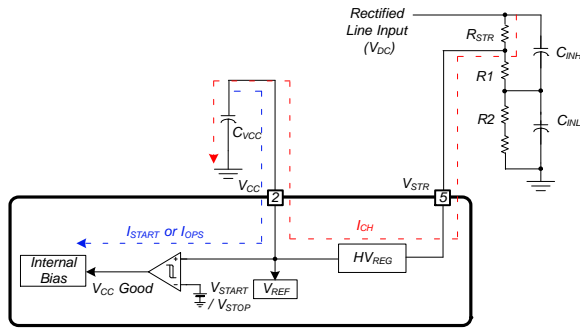 Rectified
Line Input
(VDC)
RSTR
R1
R2
CINH
CINL
CVCC
VCC
2
VSTR
5
ISTART or IOPS
ICH
Internal
Bias
VCC Good
+
−
VSTART
/ VSTOP
VREF
HVREG